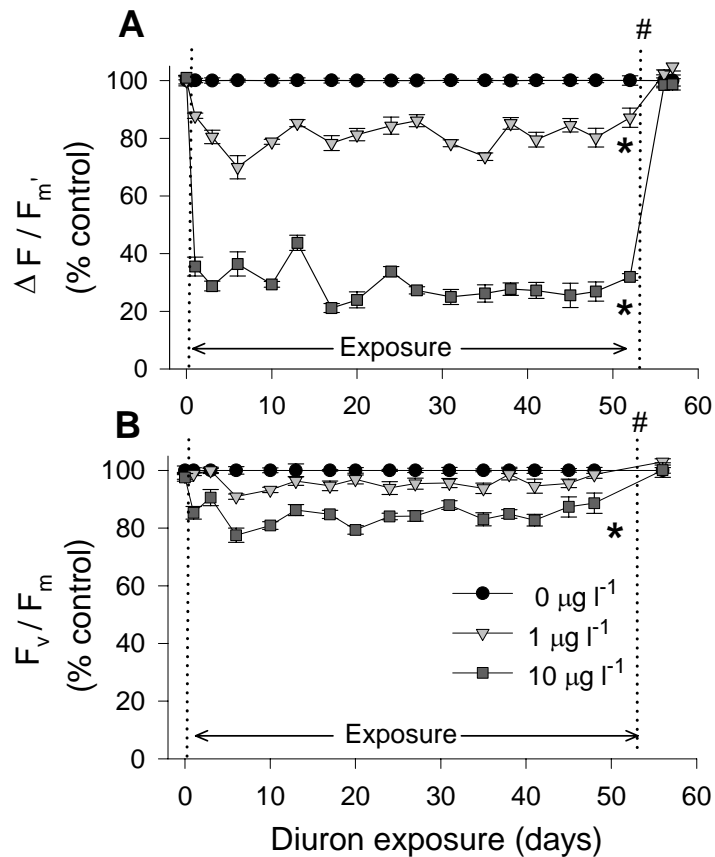 A
#
100
80
60
40
20
0
Δ F / Fm'
(% control)
*
*
Exposure
0 10 20 30 40 50 60
B
#
100
80
60
40
20
0
Fv / Fm
(% control)
*
0 μg l-1
1 μg l-1
10 μg l-1
Exposure
0 10 20 30 40 50 60
Diuron exposure (days)